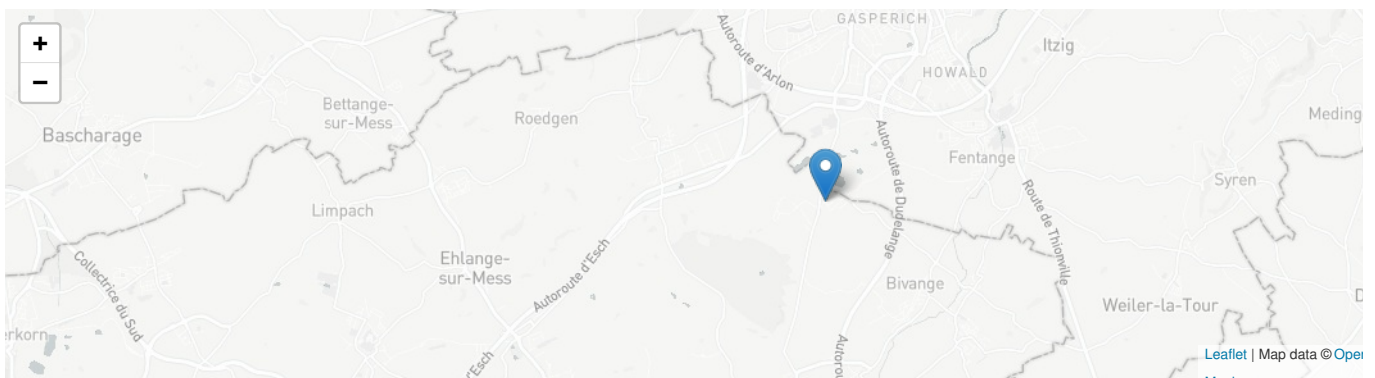 +
−
GASPERICH
Itzig
Autoroute d'Arlon
HOWALD
Bettange-
sur-Mess
Roedgen
Bascharage
Meding
Autoroute de Dudelange
Fentange
Syren
Limpach
Route de Thionville
Ehlange-
sur-Mess
Autoroute d'Esch
Collectrice du Sud
Bivange
Weiler-la-Tour
D
erkorn
d'Esch
Autorou
Leaflet | Map data © Oper